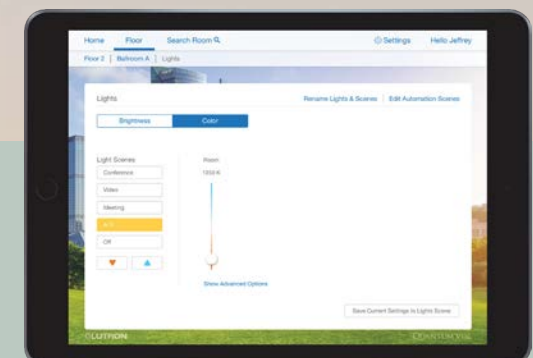 Home Floor Search Room Settings Hello Jeffrey
Floor 2 | Ballroom A | Lights
Lights Rename Lights & Scenes | Edit Automation Scenes
Brightness Color
Light Scenes
Conference
Video
Meeting
Off
Room
Show Advanced Options
Save Current Settings to Lights Scene
LUTRON